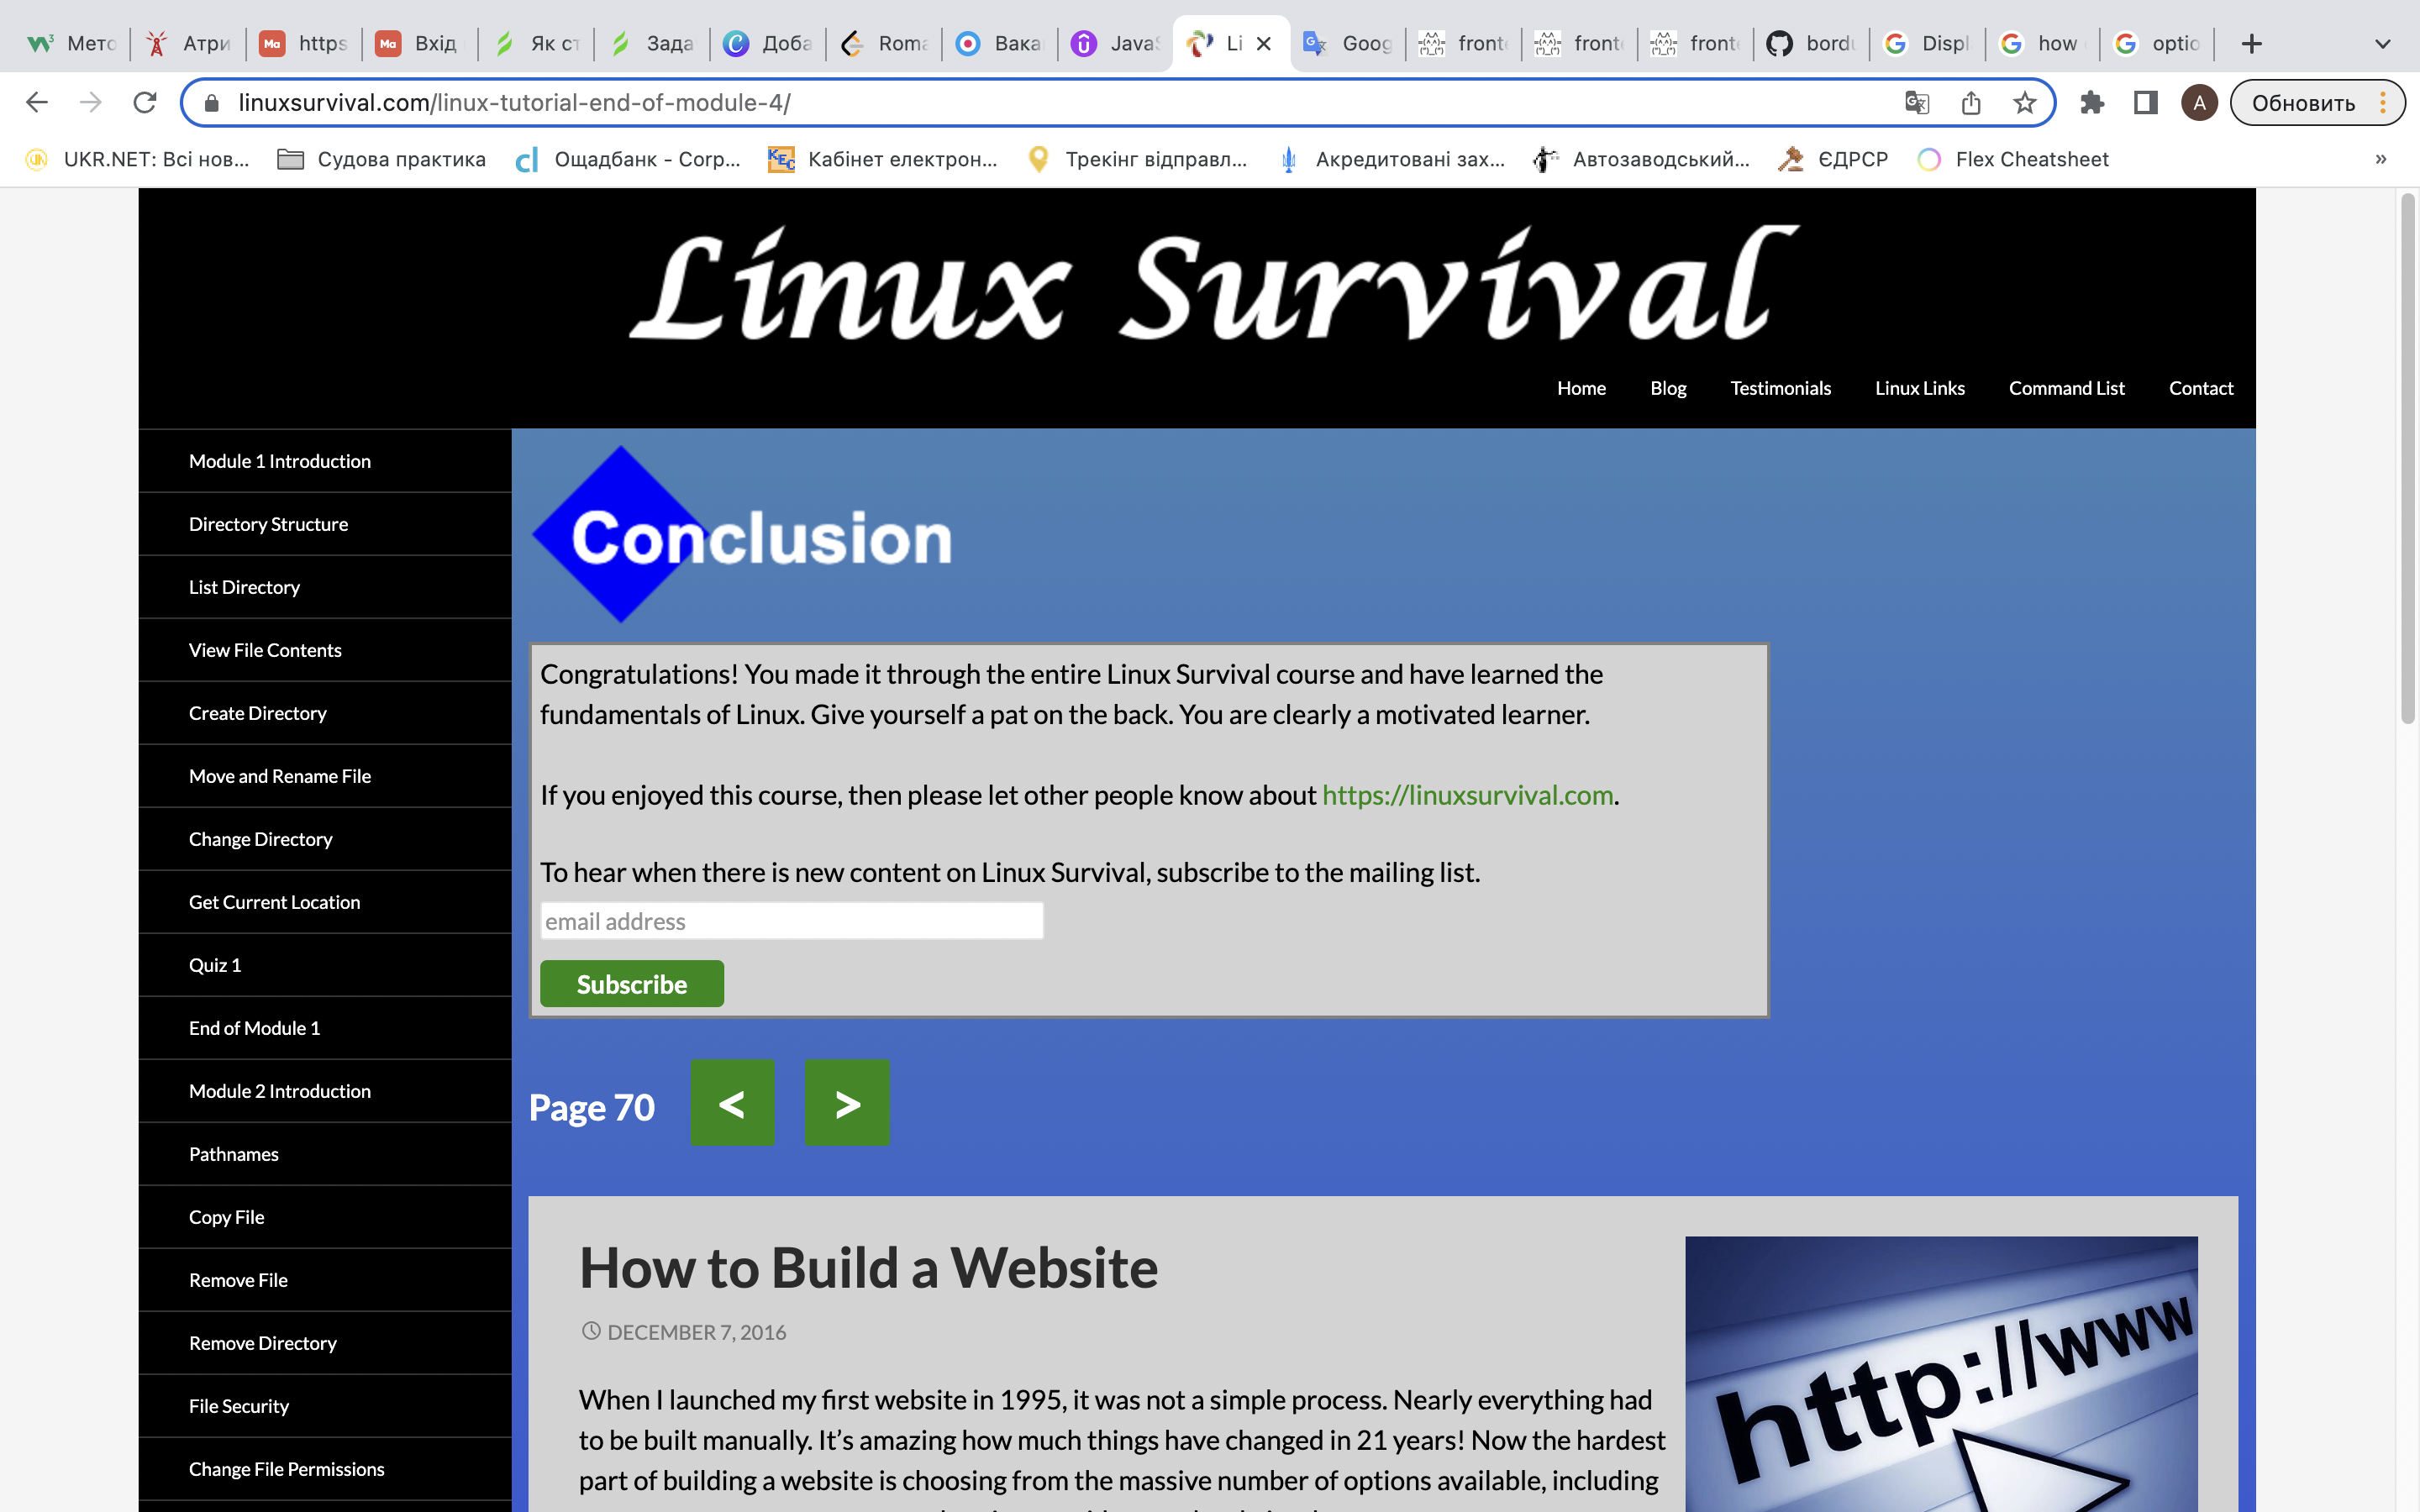 Мето
Атри
https
Вхід
Як ст
Зада
Доба
Roma
Вака
JavaS
Li
Goog
fronte
fronte
fronte
bordu
Displ
how
optio
linuxsurvival.com/linux-tutorial-end-of-module-4/
A
Обновить
UKR.NET: Всі нов...
Судова практика
Ощадбанк - Corp...
Кабінет електрон...
Трекінг відправл...
Акредитовані зах...
Автозаводський...
ЄДРСР
Flex Cheatsheet
»
Linux Survival
Home
Blog
Testimonials
Linux Links
Command List
Contact
Module 1 Introduction
Directory Structure
List Directory
View File Contents
Create Directory
Move and Rename File
Change Directory
Get Current Location
Quiz 1
End of Module 1
Module 2 Introduction
Pathnames
Copy File
Remove File
Remove Directory
File Security
Change File Permissions
Conclusion
Congratulations! You made it through the entire Linux Survival course and have learned the
fundamentals of Linux. Give yourself a pat on the back. You are clearly a motivated learner.
If you enjoyed this course, then please let other people know about https://linuxsurvival.com.
To hear when there is new content on Linux Survival, subscribe to the mailing list.
email address
Subscribe
Page 70
<
>
How to Build a Website
DECEMBER 7, 2016
When I launched my first website in 1995, it was not a simple process. Nearly everything had
to be built manually. It’s amazing how much things have changed in 21 years! Now the hardest
part of building a website is choosing from the massive number of options available, including
http://www